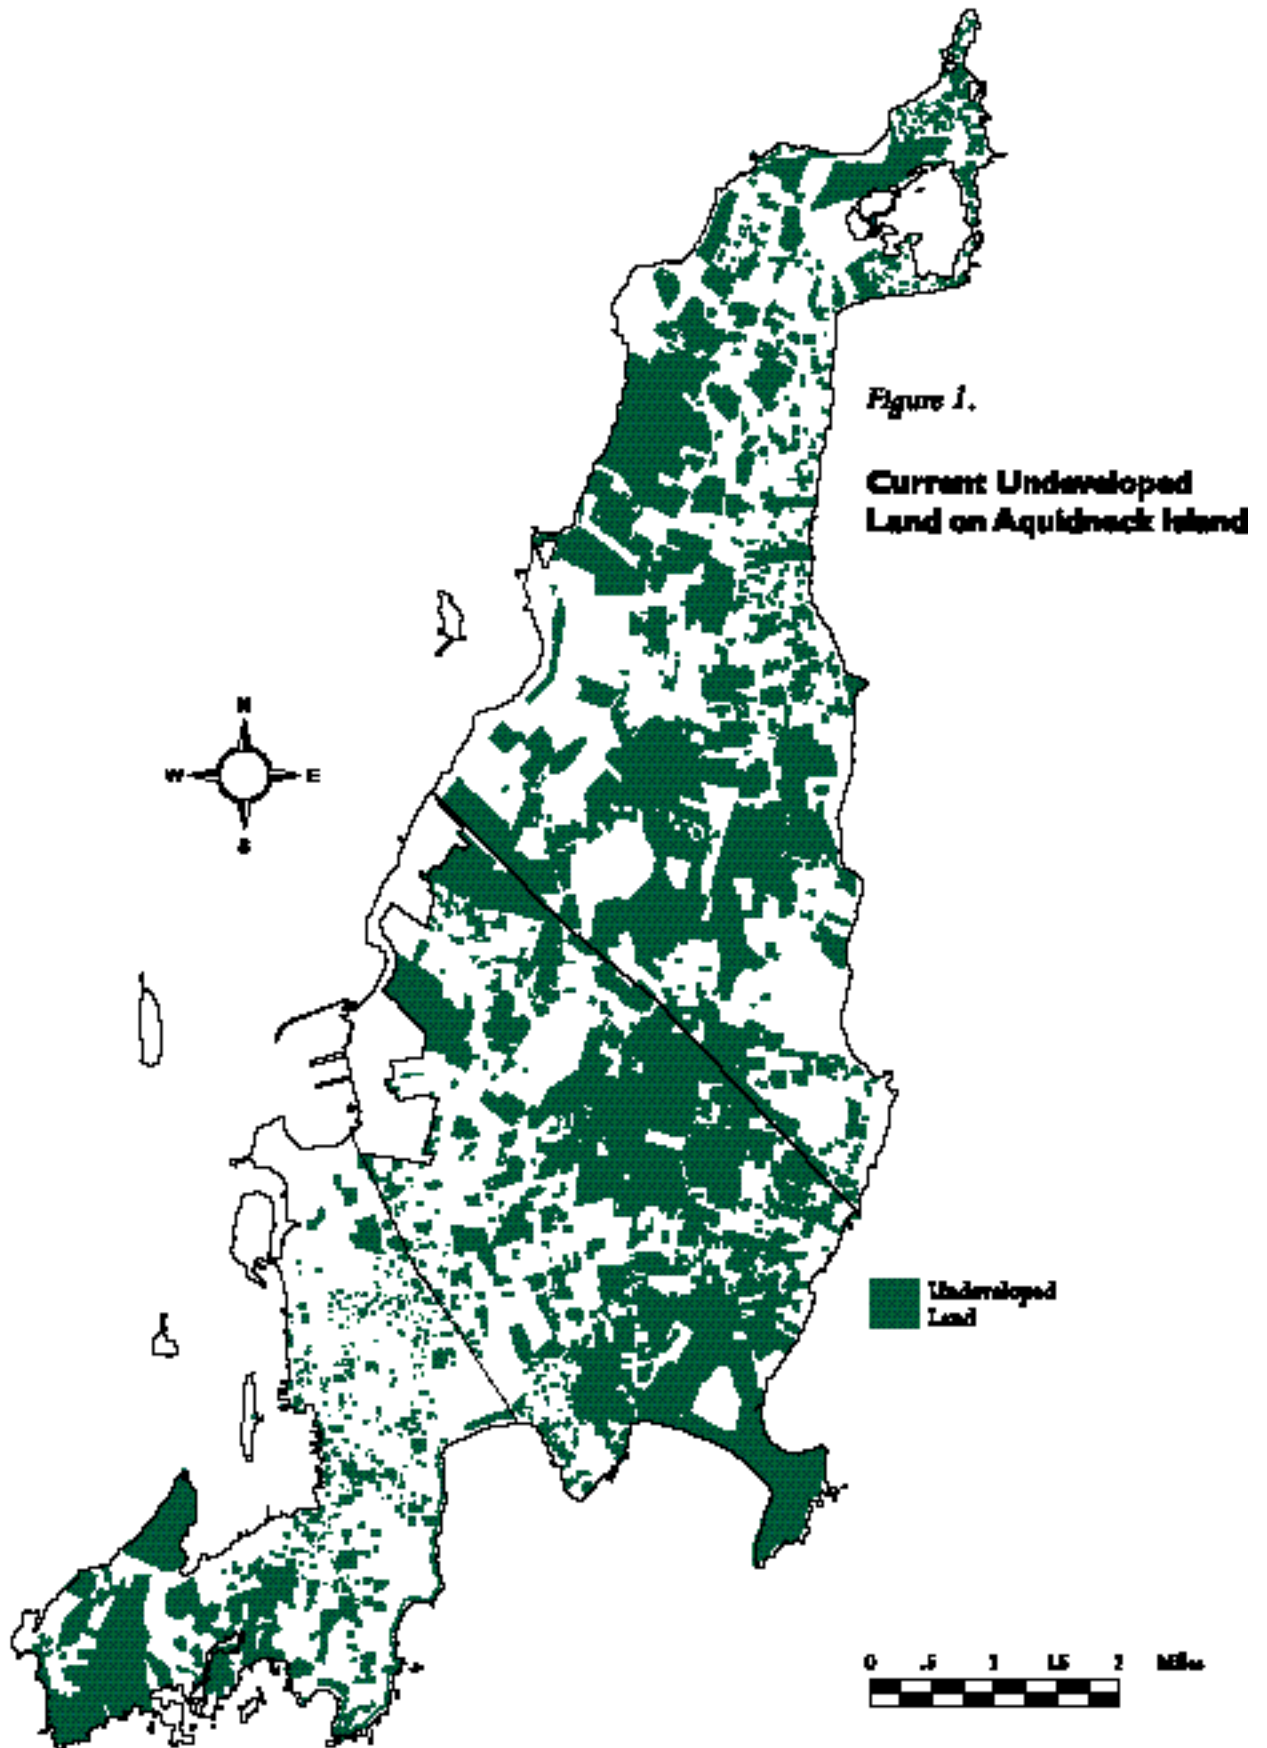 Figure 1.
Current Undeveloped
Land on Aquidneck Island
N
W E
S
Undeveloped
Land
0 .5 1 1.5 2 Miles